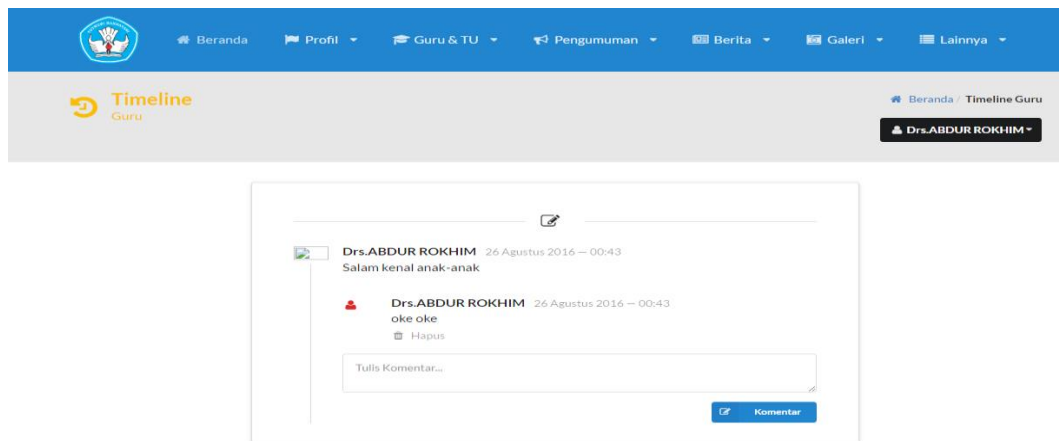 Beranda Profil Guru & TU Pengumuman Berita Galeri Lainnya
Timeline
Guru
Beranda / Timeline Guru
Drs.ABDUR ROKHIM
Drs.ABDUR ROKHIM 26 Agustus 2016 — 00:43
Salam kenal anak-anak
Drs.ABDUR ROKHIM 26 Agustus 2016 — 00:43
oke oke
Hapus
Tulis Komentar...
Komentar